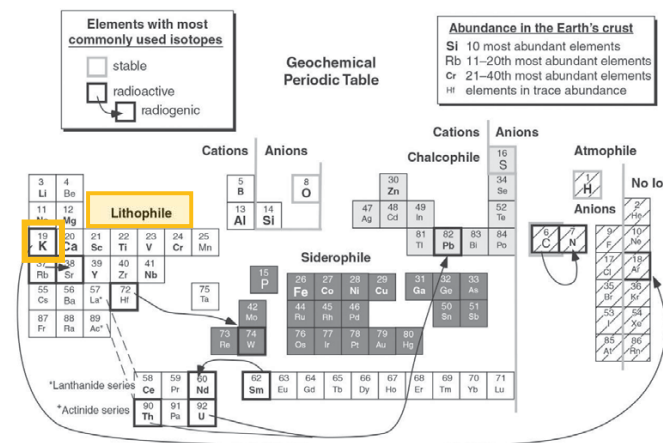 Elements with most
commonly used isotopes
stable
radioactive
radiogenic
Geochemical
Periodic Table
Abundance in the Earth's crust
Si 10 most abundant elements
Rb 11–20th most abundant elements
Cr 21–40th most abundant elements
Hf elements in trace abundance
Cations Anions
Cations Anions
Chalcophile
Atmophile
No lo
Anions
Lithophile
Siderophile
16
S
5 8
B O
30 34
Zn Se
1
H
3 4
Li Be
13 14
Al Si
47 48 49 52
Ag Cd In Te
2
He
11 12
Mg
6 7
C N
9 10
F Ne
19 20 21 22 23 24 25
K Ca Sc Ti V Cr Mn
81 82 83 84
Tl Pb Bi Po
17 18
Cl Ar
37 38 39 40 41
Rb Sr Y Zr Nb
15
P
26 27 28 29 31 32 33
Fe Co Ni Cu Ga Ge As
35 36
Br Kr
55 56 57 72 75
Cs Ba La* Hf Ta
42 44 45 46 50 51
Mo Ru Rh Pd Sn Sb
53 54
I Xe
87 88 89
Fr Ra Ac*
73 74 76 77 78 79 80
Re W Os Ir Pt Au Hg
85 86
At Rn
*Lanthanide series
58 59 60 62 63 64 65 66 67 68 69 70 71
Ce Pr Nd Sm Eu Gd Tb Dy Ho Er Tm Yb Lu
*Actinide series
90 91 92
Th Pa U